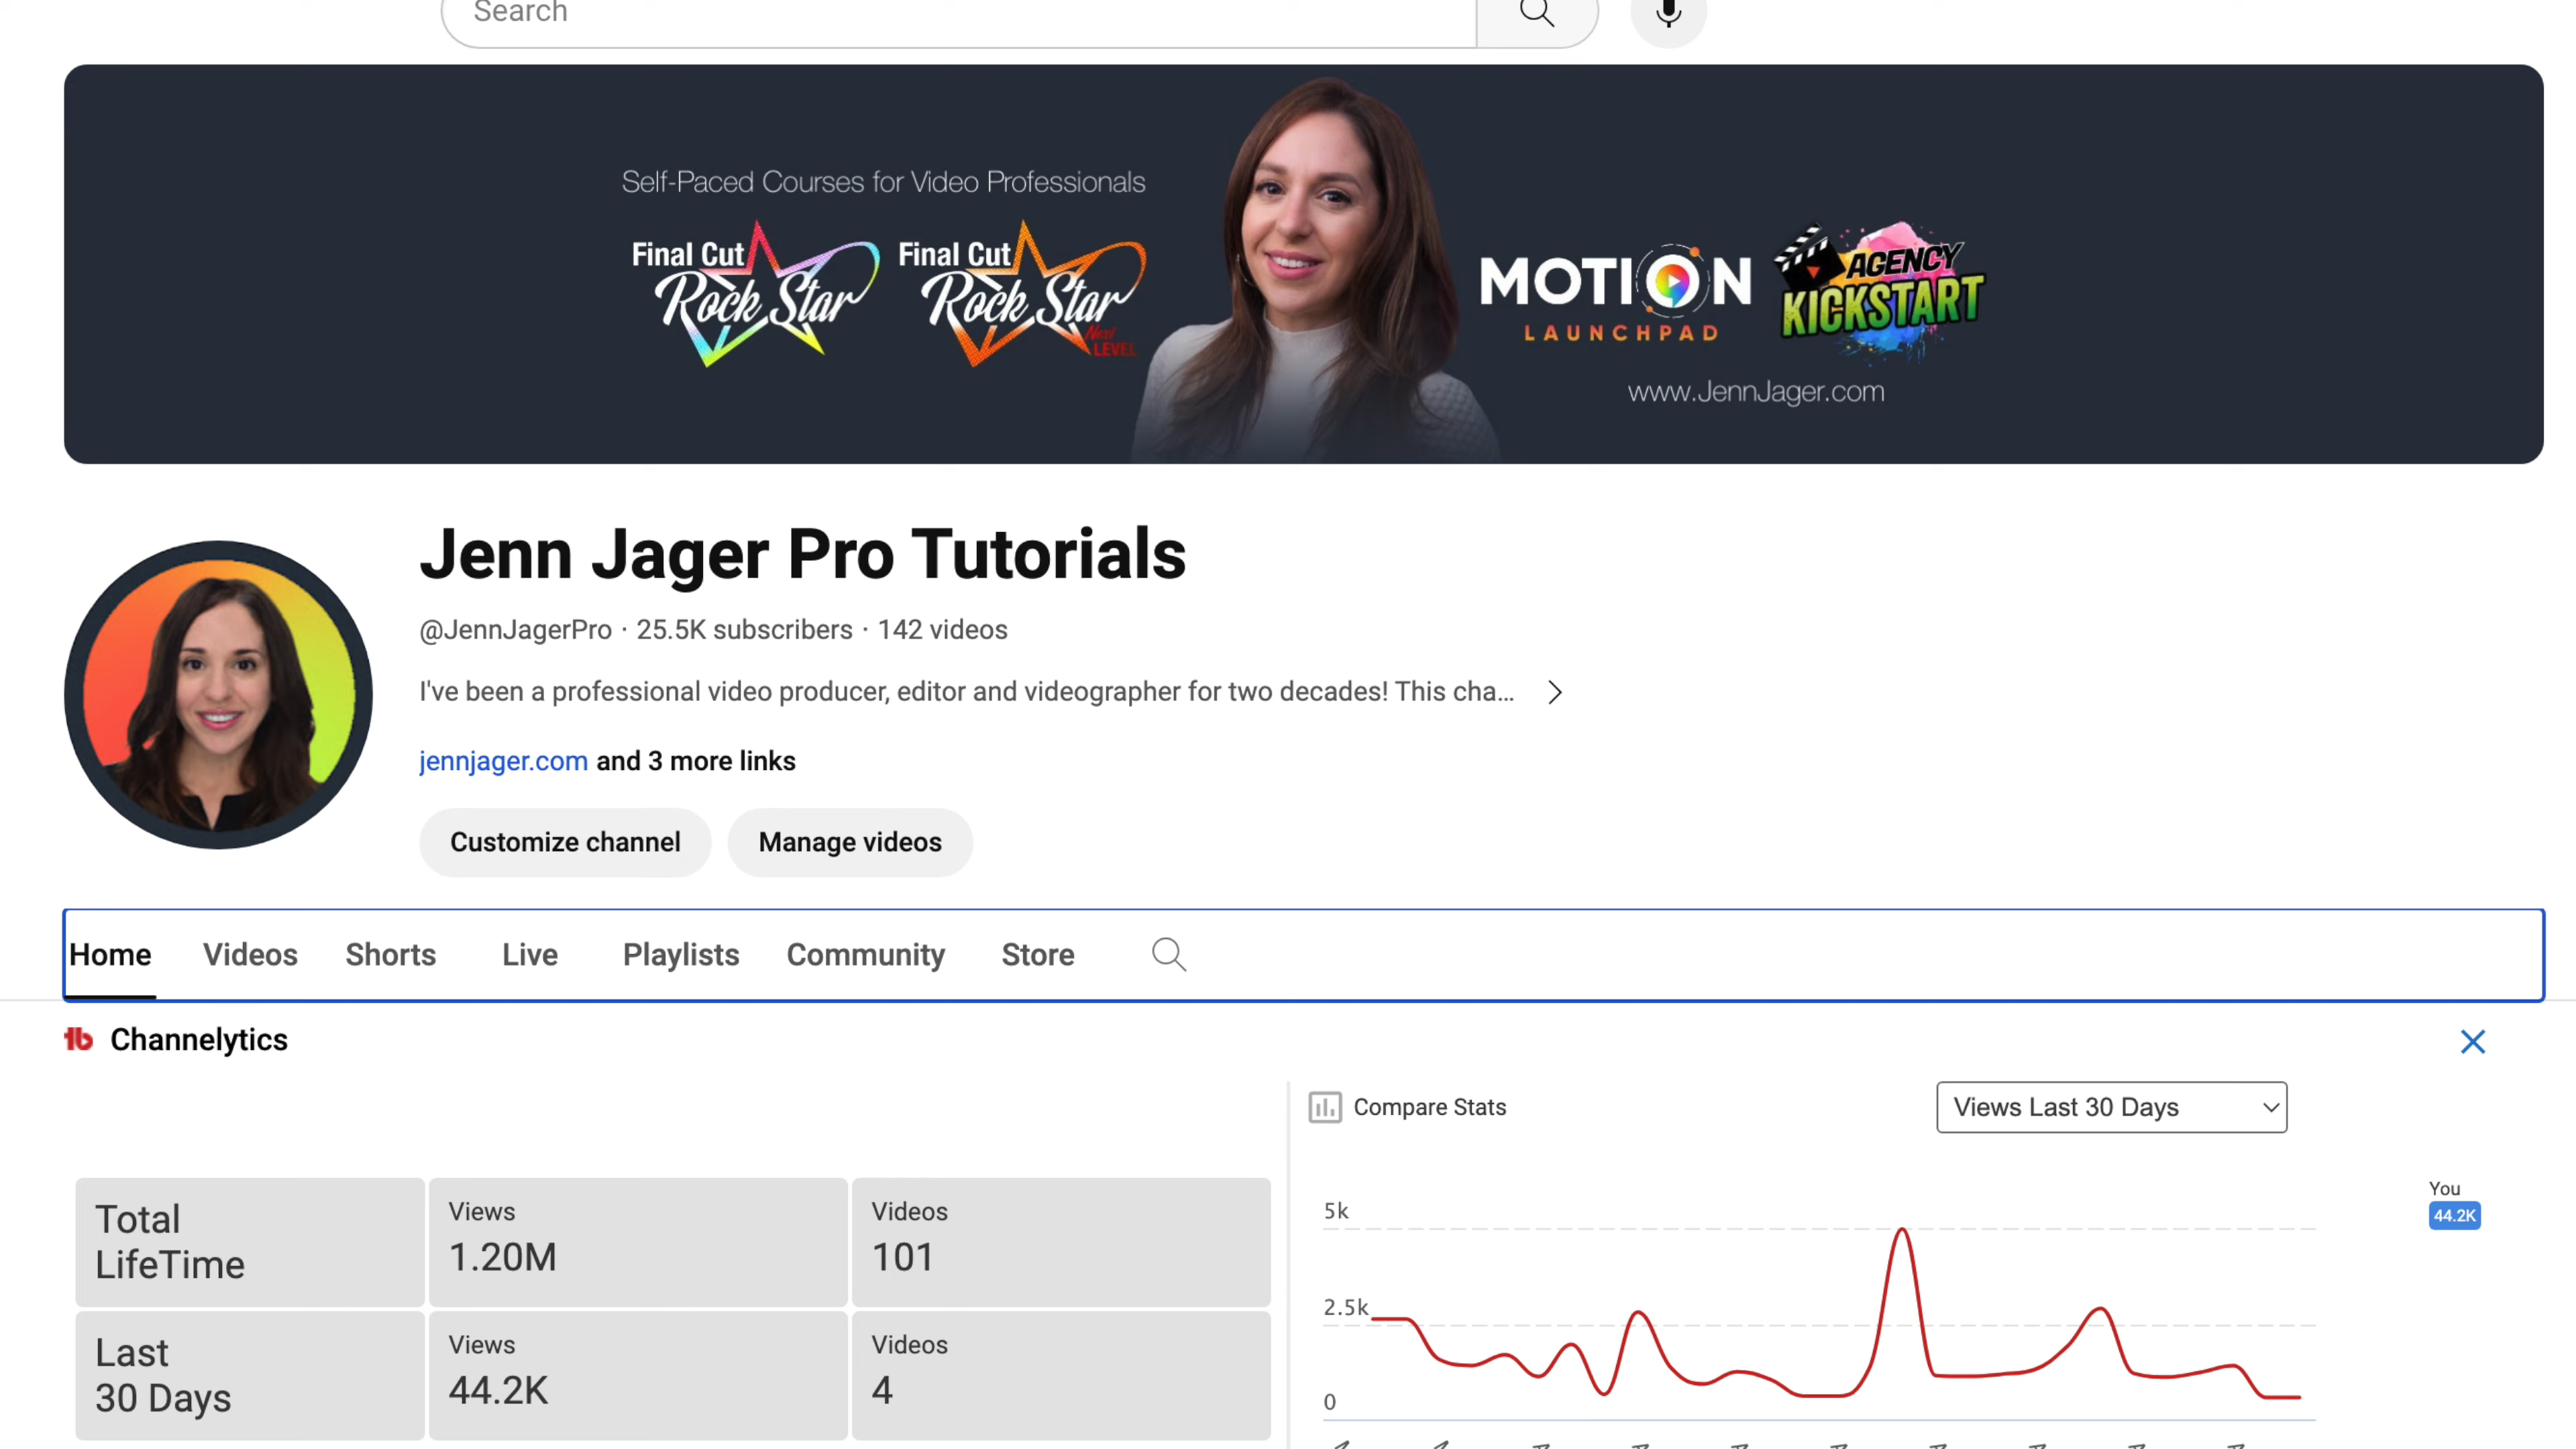 Search
Self-Paced Courses for Video Professionals
Final Cut
Rock Star
Final Cut
Rock Star
Next
LEVEL
MOTION
LAUNCHPAD
AGENCY
KICKSTART
www.JennJager.com
Jenn Jager Pro Tutorials
@JennJagerPro · 25.5K subscribers · 142 videos
I've been a professional video producer, editor and videographer for two decades! This cha...
jennjager.com and 3 more links
Customize channel
Manage videos
Home Videos Shorts Live Playlists Community Store
tb Channelytics
Compare Stats
Views Last 30 Days
Total
LifeTime
Views
1.20M
Videos
101
Last
30 Days
Views
44.2K
Videos
4
5k
2.5k
0
You
44.2K